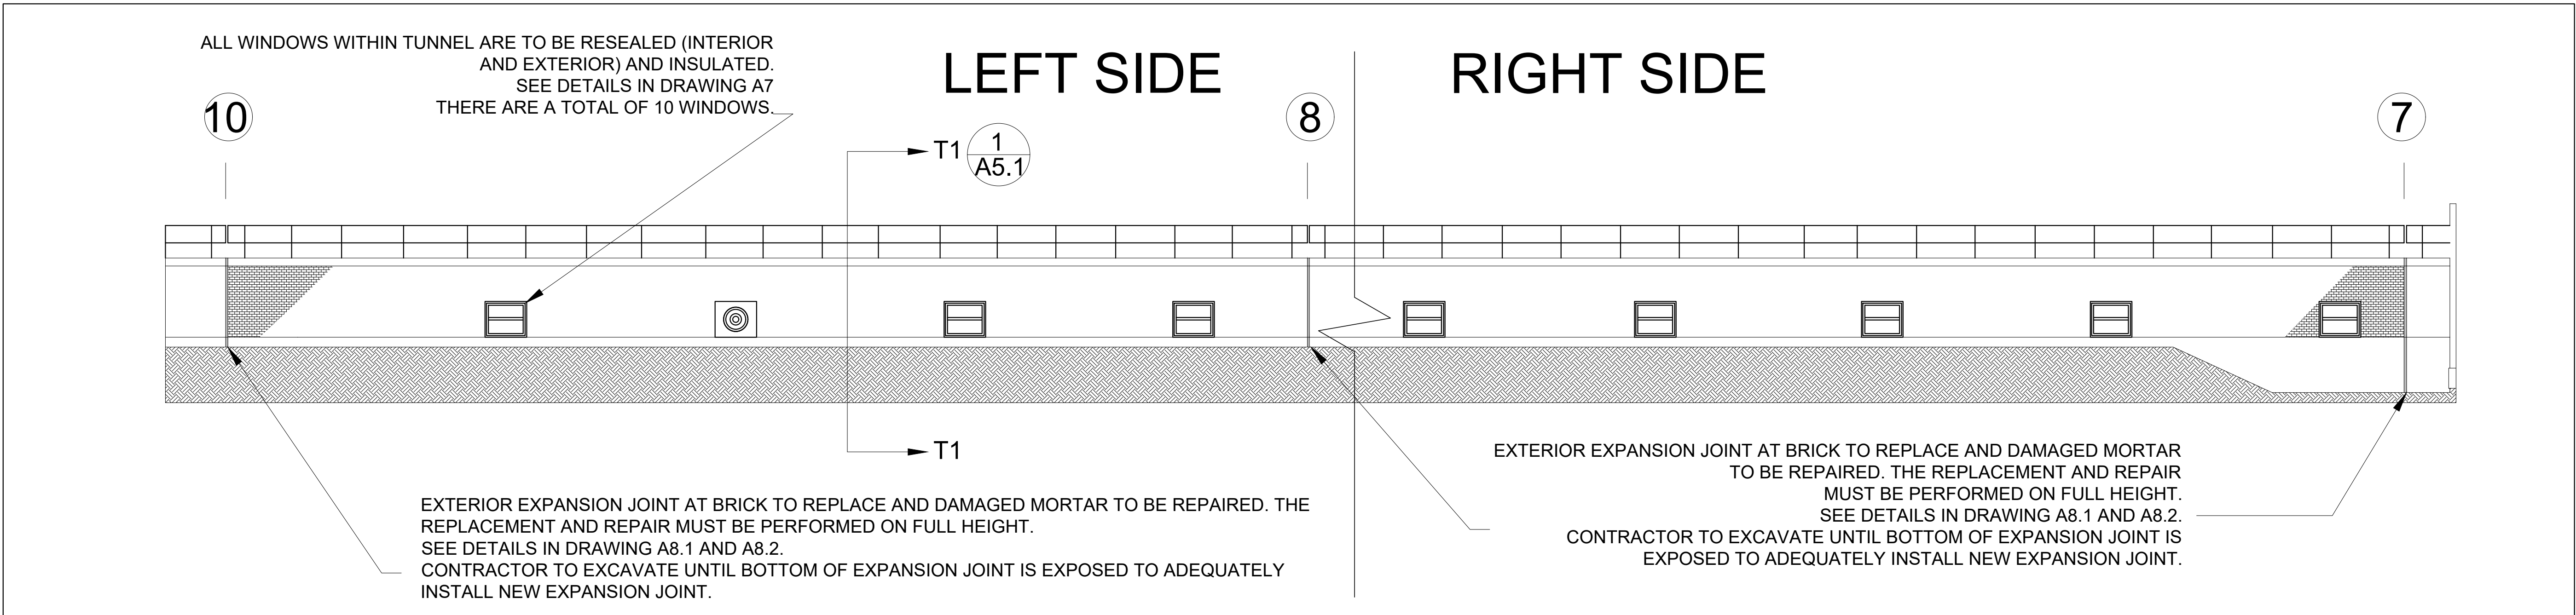 ALL WINDOWS WITHIN TUNNEL ARE TO BE RESEALED (INTERIOR
AND EXTERIOR) AND INSULATED.
SEE DETAILS IN DRAWING A7
THERE ARE A TOTAL OF 10 WINDOWS.
LEFT SIDE
RIGHT SIDE
10
8
7
T1
1
A5.1
T1
EXTERIOR EXPANSION JOINT AT BRICK TO REPLACE AND DAMAGED MORTAR TO BE REPAIRED. THE
REPLACEMENT AND REPAIR MUST BE PERFORMED ON FULL HEIGHT.
SEE DETAILS IN DRAWING A8.1 AND A8.2.
CONTRACTOR TO EXCAVATE UNTIL BOTTOM OF EXPANSION JOINT IS EXPOSED TO ADEQUATELY
INSTALL NEW EXPANSION JOINT.
EXTERIOR EXPANSION JOINT AT BRICK TO REPLACE AND DAMAGED MORTAR
TO BE REPAIRED. THE REPLACEMENT AND REPAIR
MUST BE PERFORMED ON FULL HEIGHT.
SEE DETAILS IN DRAWING A8.1 AND A8.2.
CONTRACTOR TO EXCAVATE UNTIL BOTTOM OF EXPANSION JOINT IS
EXPOSED TO ADEQUATELY INSTALL NEW EXPANSION JOINT.